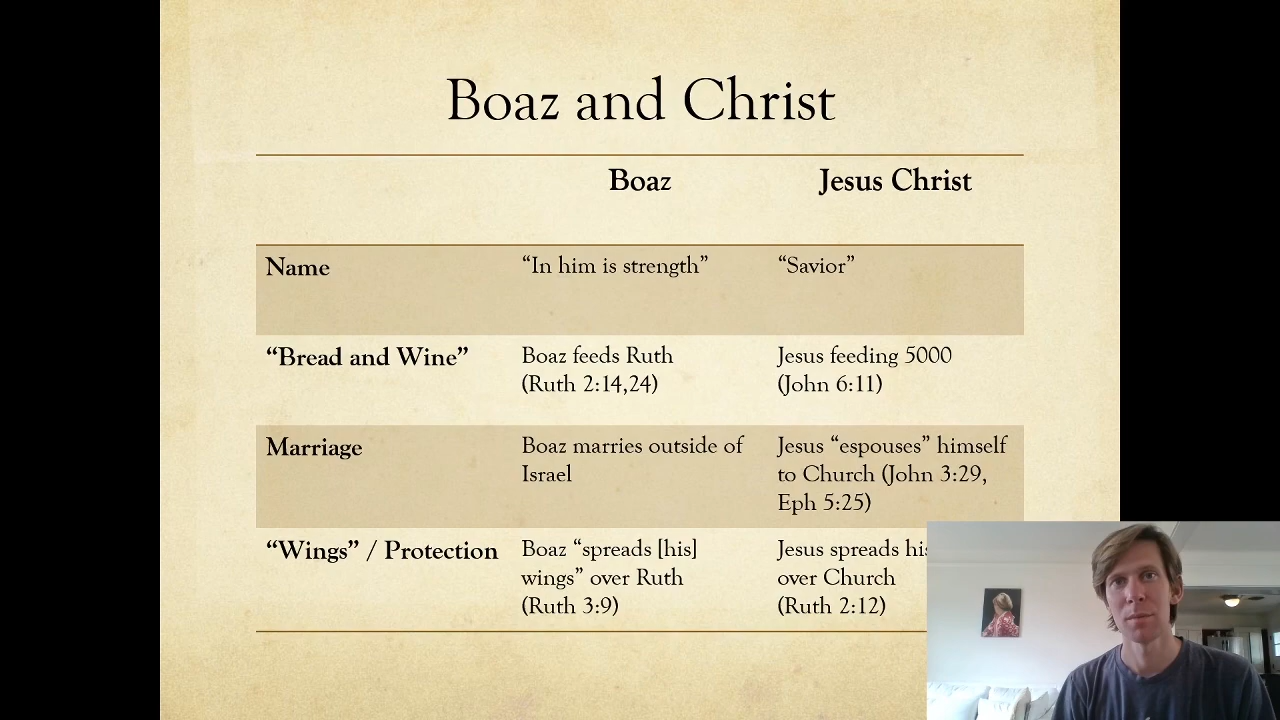 Boaz and Christ
Boaz Jesus Christ
Name “In him is strength” “Savior”
“Bread and Wine” Boaz feeds Ruth Jesus feeding 5000
(Ruth 2:14,24) (John 6:11)
Marriage Boaz marries outside of Jesus “espouses” himself
Israel to Church (John 3:29,
Eph 5:25)
“Wings” / Protection Boaz “spreads [his] Jesus spreads
wings” over Ruth over Church
(Ruth 3:9) (Ruth 2:12)